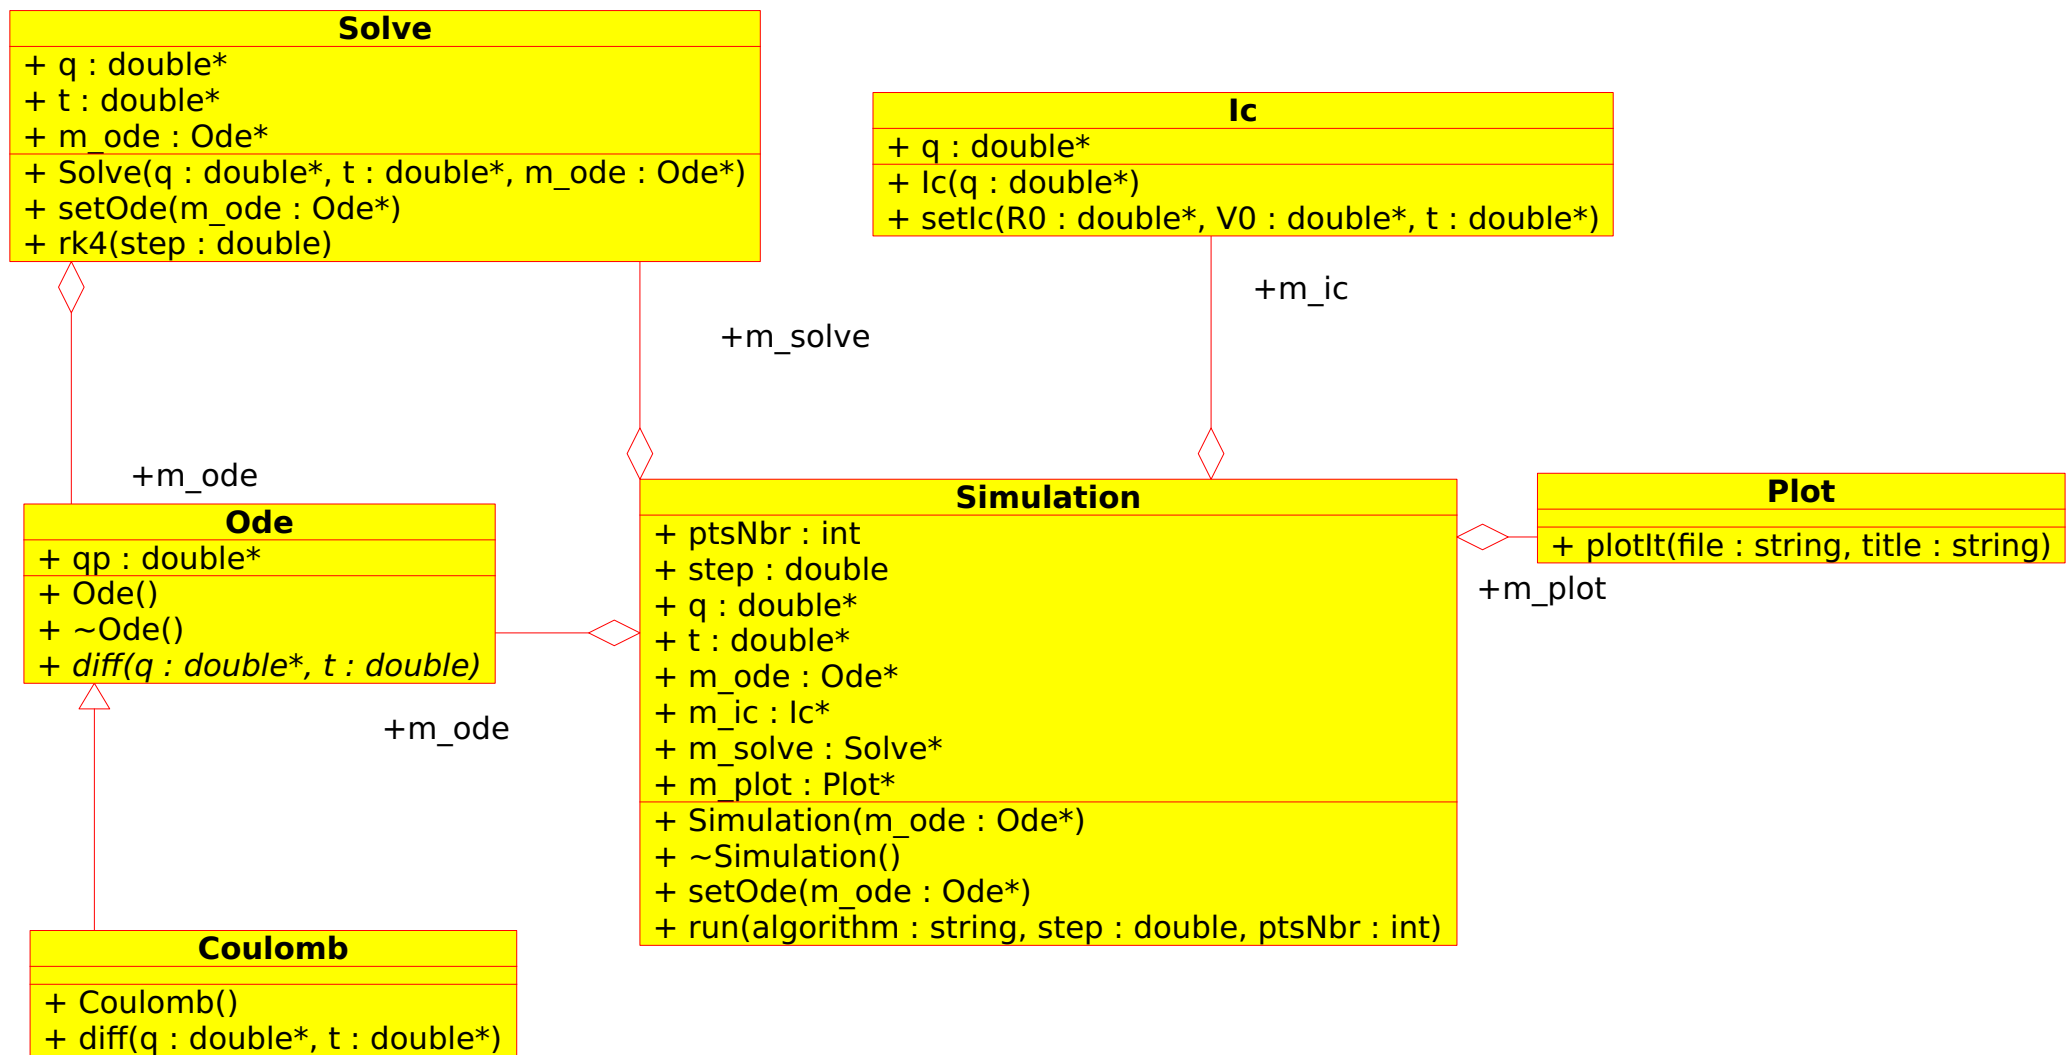 Solve
+ q : double*
+ t : double*
+ m_ode : Ode*
+ Solve(q : double*, t : double*, m_ode : Ode*)
+ setOde(m_ode : Ode*)
+ rk4(step : double)
Ic
+ q : double*
+ Ic(q : double*)
+ setIc(R0 : double*, V0 : double*, t : double*)
+m_ic
+m_solve
+m_ode
Ode
+ qp : double*
+ Ode()
+ ~Ode()
+ diff(q : double*, t : double)
+m_ode
Simulation
+ ptsNbr : int
+ step : double
+ q : double*
+ t : double*
+ m_ode : Ode*
+ m_ic : Ic*
+ m_solve : Solve*
+ m_plot : Plot*
+ Simulation(m_ode : Ode*)
+ ~Simulation()
+ setOde(m_ode : Ode*)
+ run(algorithm : string, step : double, ptsNbr : int)
Plot
+ plotIt(file : string, title : string)
+m_plot
Coulomb
+ Coulomb()
+ diff(q : double*, t : double*)